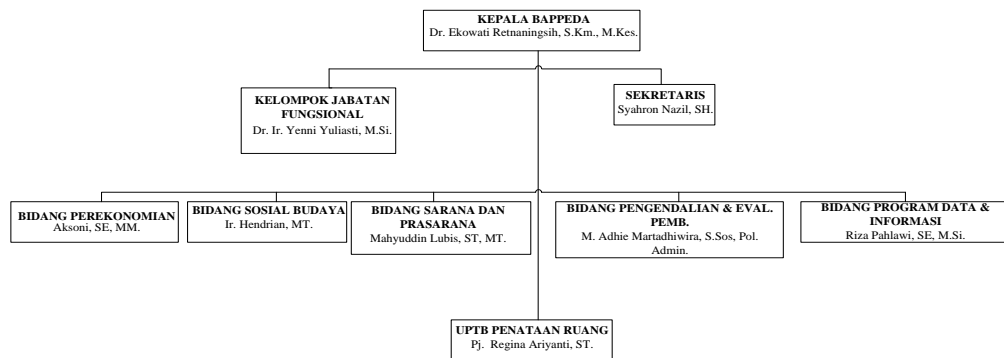 KEPALA BAPPEDA
Dr. Ekowati Retnaningsih, S.Km., M.Kes.
KELOMPOK JABATAN
FUNGSIONAL
Dr. Ir. Yenni Yuliasti, M.Si.
SEKRETARIS
Syahron Nazil, SH.
BIDANG PEREKONOMIAN
Aksoni, SE, MM.
BIDANG SOSIAL BUDAYA
Ir. Hendrian, MT.
BIDANG SARANA DAN
PRASARANA
Mahyuddin Lubis, ST, MT.
BIDANG PENGENDALIAN & EVAL.
PEMB.
M. Adhie Martadhiwira, S.Sos, Pol.
Admin.
BIDANG PROGRAM DATA &
INFORMASI
Riza Pahlawi, SE, M.Si.
UPTB PENATAAN RUANG
Pj. Regina Ariyanti, ST.